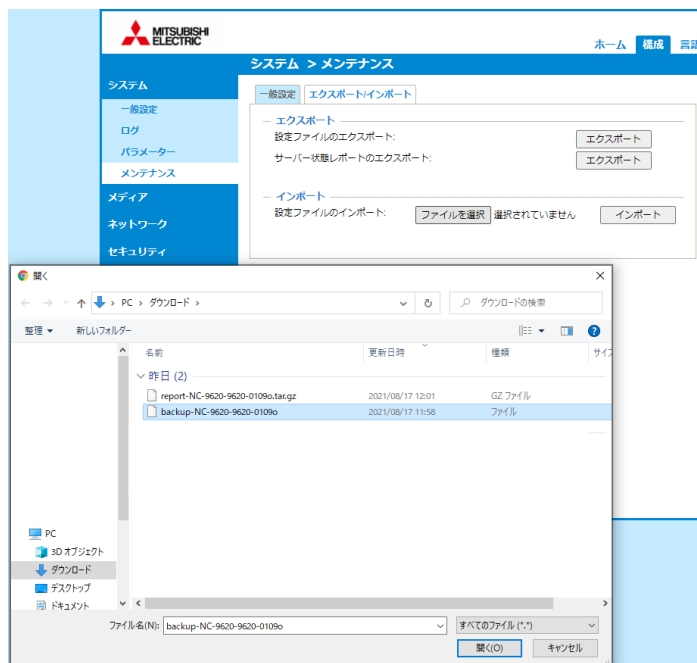 MITSUBISHI
ELECTRIC
ホーム 構成 言語
システム > メンテナンス
システム
一般設定
ログ
パラメーター
メンテナンス
メディア
ネットワーク
セキュリティ
一般設定 エクスポート/インポート
エクスポート
設定ファイルのエクスポート: エクスポート
サーバー状態レポートのエクスポート: エクスポート
インポート
設定ファイルのインポート: ファイルを選択 選択されていません インポート
開く
PC › ダウンロード ›
ダウンロードの検索
整理 新しいフォルダー
名前 更新日時 種類 サイズ
昨日 (2)
report-NC-9620-9620-0109o.tar.gz 2021/08/17 12:01 GZ ファイル
backup-NC-9620-9620-0109o 2021/08/17 11:58 ファイル
PC
3D オブジェクト
ダウンロード
デスクトップ
ドキュメント
ファイル名(N): backup-NC-9620-9620-0109o すべてのファイル (*.*)
開く(O) キャンセル